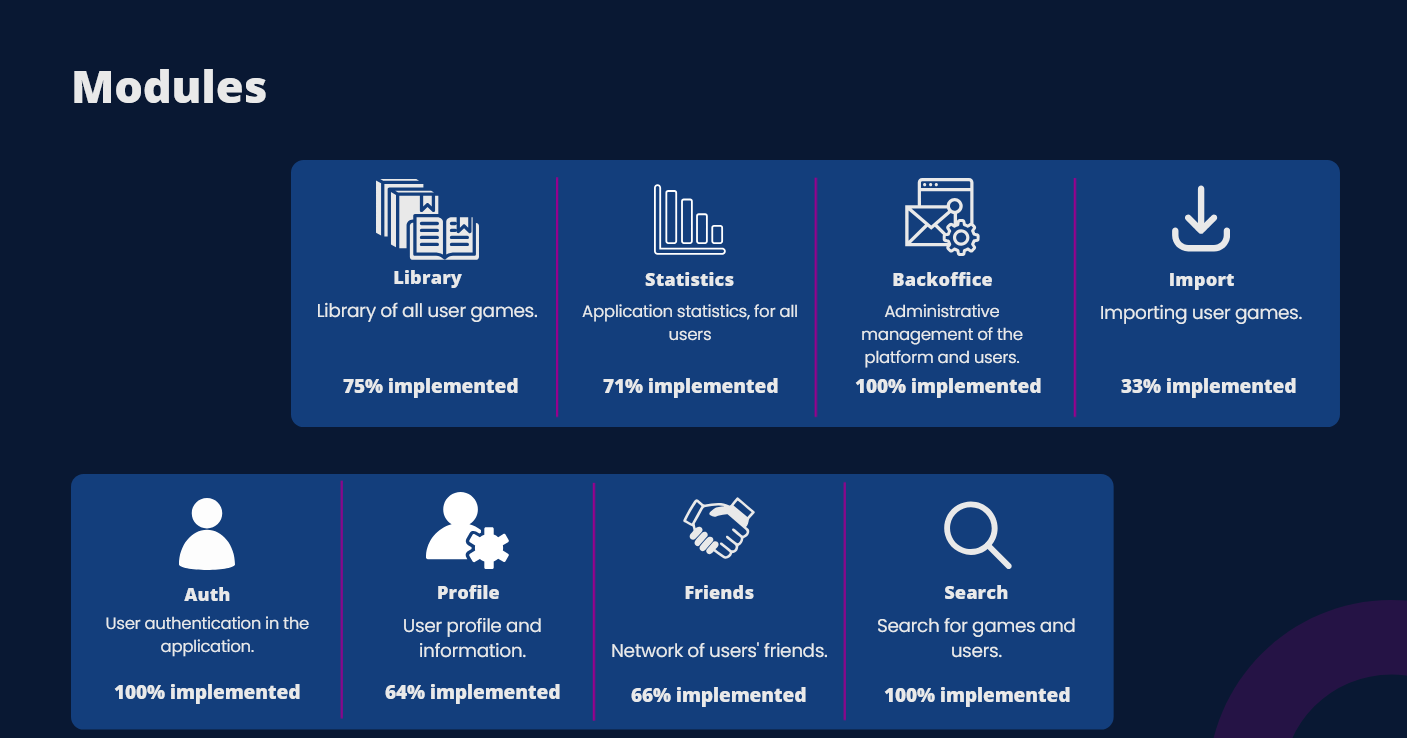 Modules
Library
Library of all user games.
75% implemented
Statistics
Application statistics, for all
users
71% implemented
Backoffice
Administrative
management of the
platform and users.
100% implemented
Import
Importing user games.
33% implemented
Auth
User authentication in the
application.
100% implemented
Profile
User profile and
information.
64% implemented
Friends
Network of users' friends.
66% implemented
Search
Search for games and
users.
100% implemented